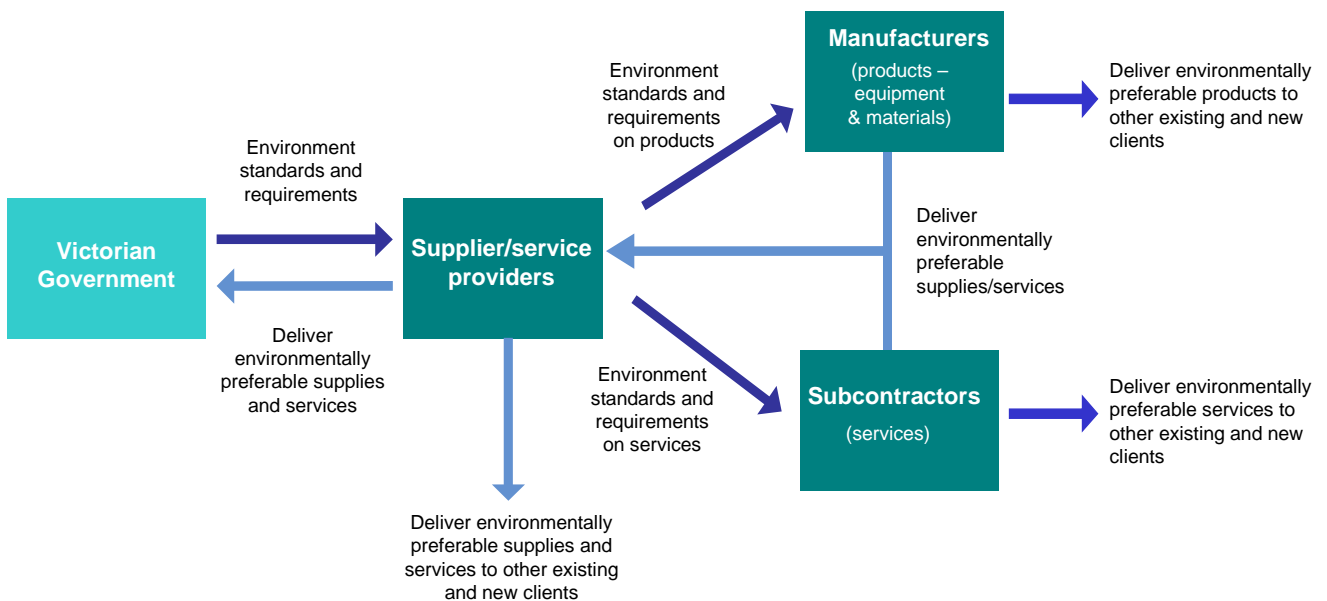 Victorian
Government
Environment
standards and
requirements
Deliver
environmentally
preferable supplies
and services
Supplier/service
providers
Deliver environmentally
preferable supplies and
services to other existing
and new clients
Environment
standards and
requirements
on products
Environment
standards and
requirements
on services
Manufacturers
(products –
equipment
& materials)
Deliver
environmentally
preferable
supplies/services
Subcontractors
(services)
Deliver environmentally
preferable products to
other existing and new
clients
Deliver environmentally
preferable services to
other existing and new
clients